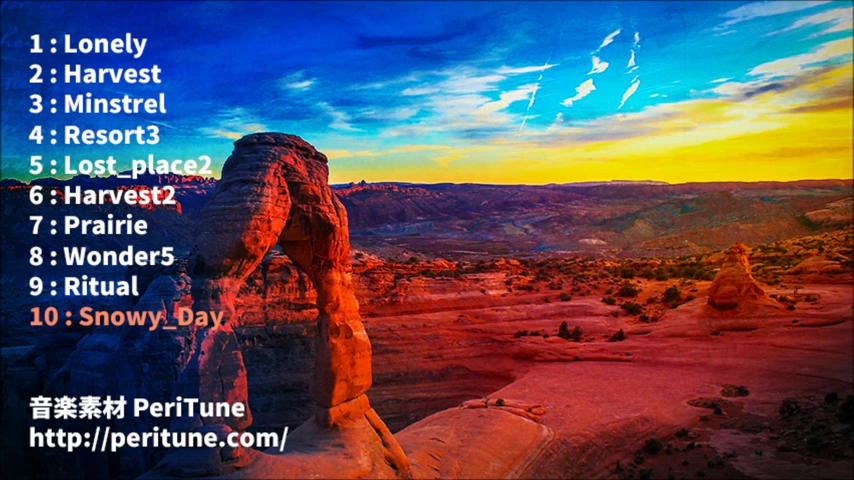 1 : Lonely
2 : Harvest
3 : Minstrel
4 : Resort3
5 : Lost_place2
6 : Harvest2
7 : Prairie
8 : Wonder5
9 : Ritual
10 : Snowy_Day
音楽素材 PeriTune
http://peritune.com/